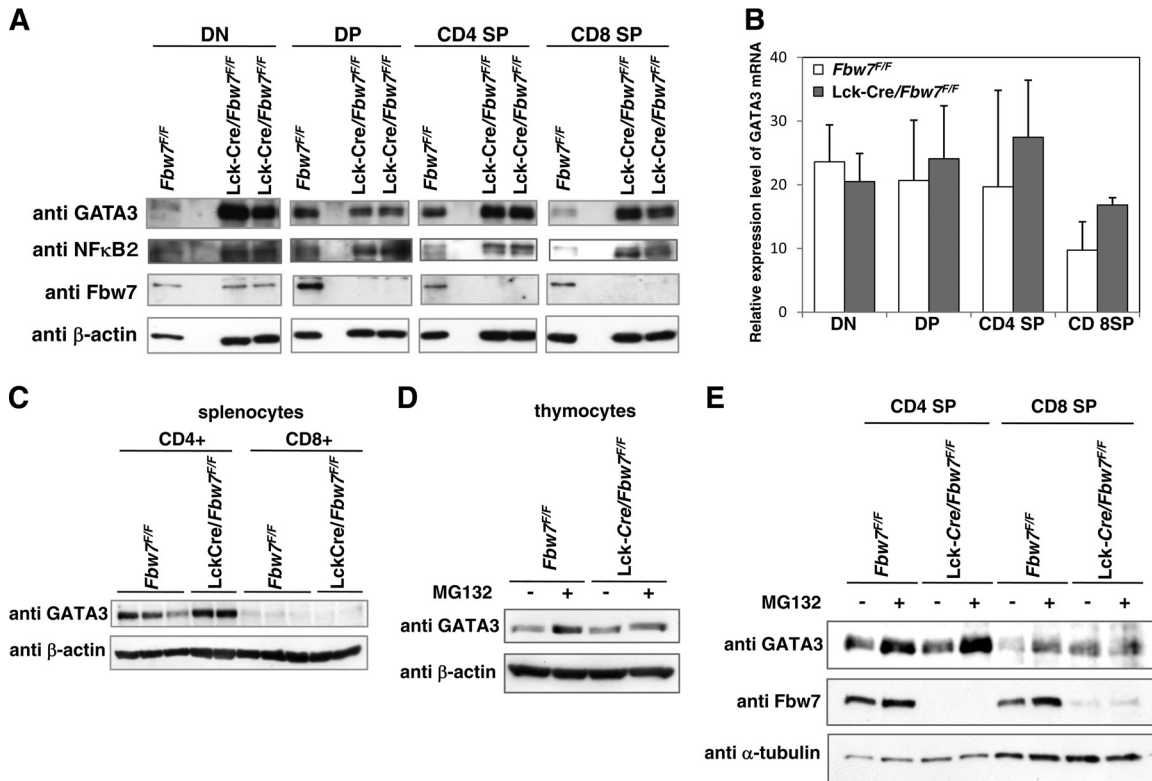 A
DN DP CD4 SP CD8 SP
Fbw7F/F Lck-Cre/Fbw7F/F Lck-Cre/Fbw7F/F Fbw7F/F Lck-Cre/Fbw7F/F Lck-Cre/Fbw7F/F Fbw7F/F Lck-Cre/Fbw7F/F Lck-Cre/Fbw7F/F Fbw7F/F Lck-Cre/Fbw7F/F Lck-Cre/Fbw7F/F
anti GATA3
anti NFκB2
anti Fbw7
anti β-actin
B
Relative expression level of GATA3 mRNA
40
30
20
10
0
Fbw7F/F
Lck-Cre/Fbw7F/F
DN DP CD4 SP CD 8SP
C
splenocytes
CD4+ CD8+
Fbw7F/F LckCre/Fbw7F/F Fbw7F/F LckCre/Fbw7F/F
anti GATA3
anti β-actin
D
thymocytes
Fbw7F/F Lck-Cre/Fbw7F/F
MG132 - + - +
anti GATA3
anti β-actin
E
CD4 SP CD8 SP
Fbw7F/F Lck-Cre/Fbw7F/F Fbw7F/F Lck-Cre/Fbw7F/F
MG132 - + - + - + - +
anti GATA3
anti Fbw7
anti α-tubulin